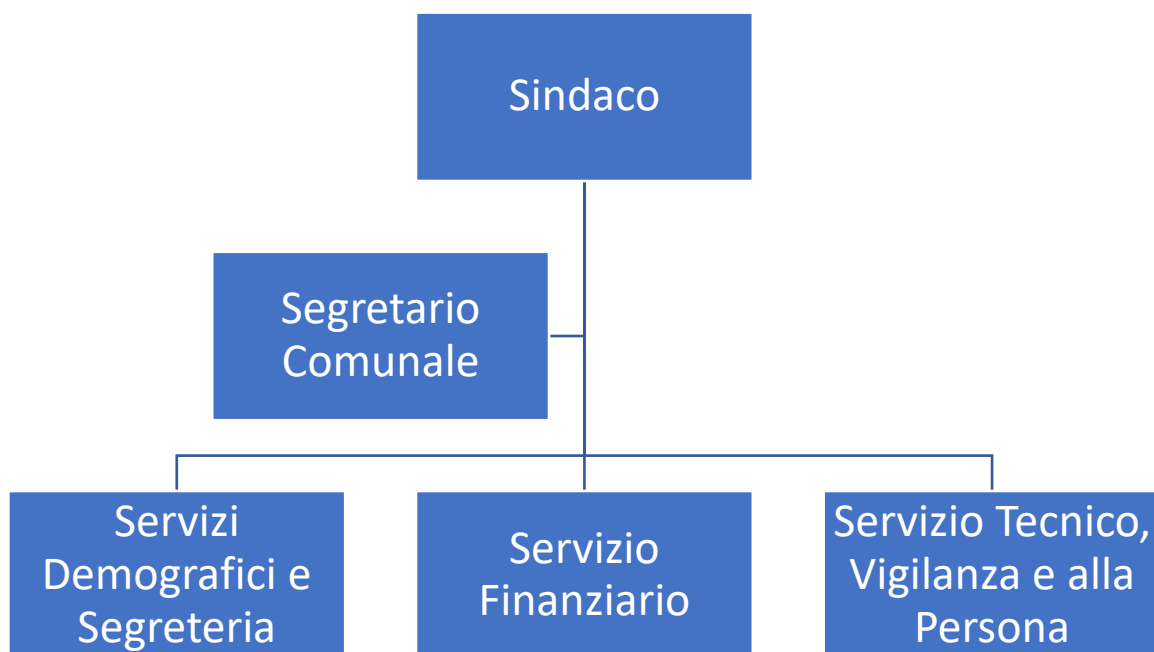 Sindaco
Segretario
Comunale
Servizi
Demografici e
Segreteria
Servizio
Finanziario
Servizio Tecnico,
Vigilanza e alla
Persona